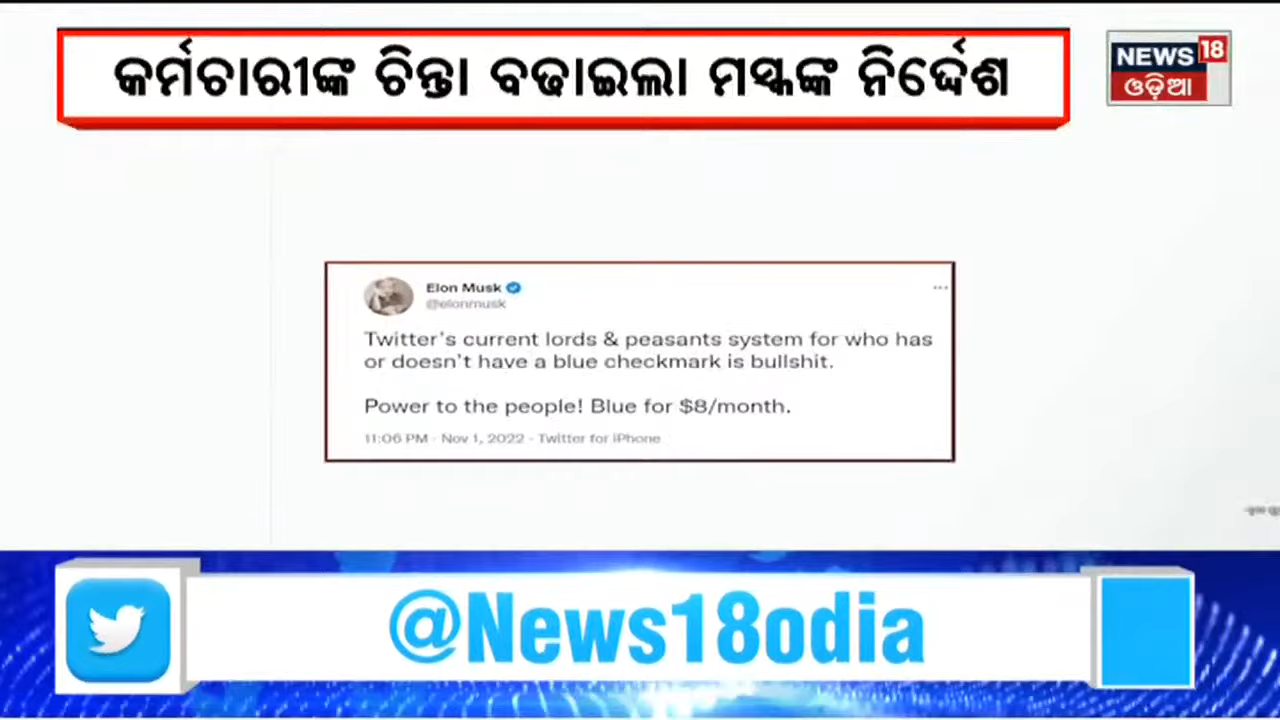 କର୍ମଚାରୀଙ୍କ ଚିନ୍ତା ବଢାଇଲା ମସ୍କଙ୍କ ନିର୍ଦ୍ଦେଶ
NEWS 18
ଓଡ଼ିଆ
Elon Musk
@elonmusk
Twitter's current lords & peasants system for who has
or doesn't have a blue checkmark is bullshit.
Power to the people! Blue for $8/month.
11:06 PM · Nov 1, 2022 · Twitter for iPhone
@News18odia